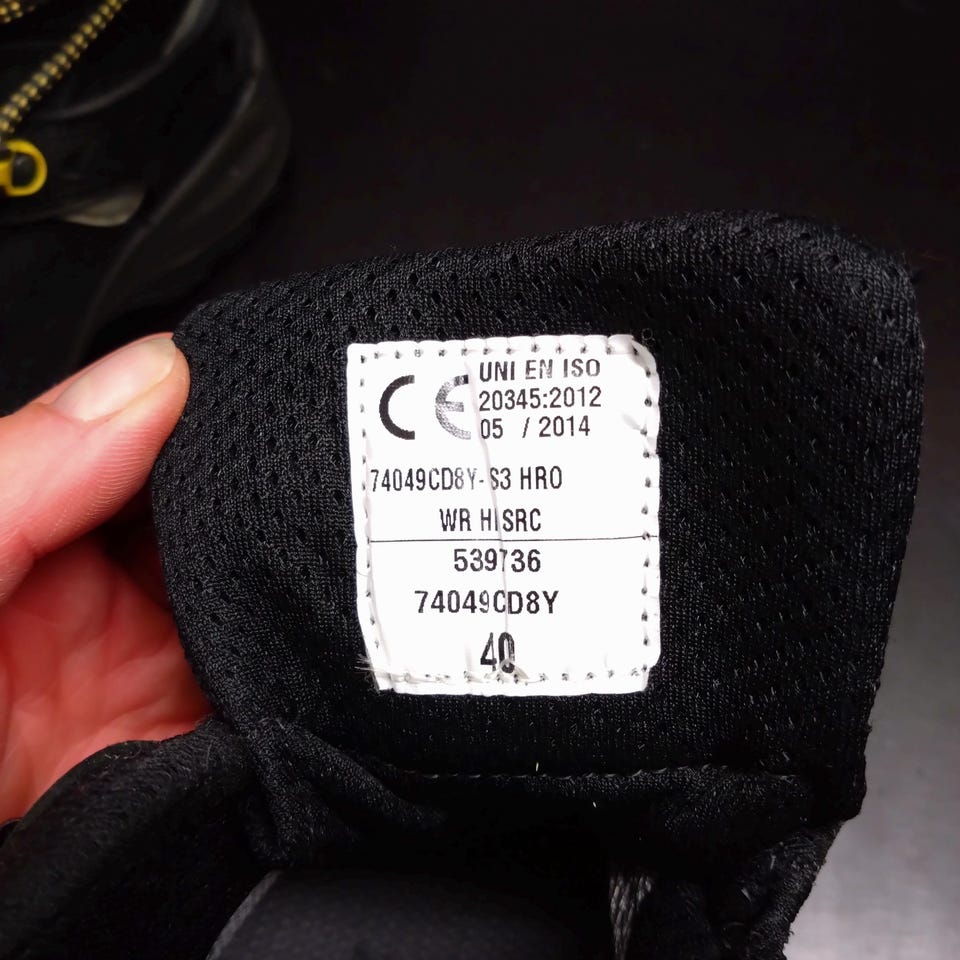 CE UNI EN ISO
20345:2012
05 / 2014
74049CD8Y-S3 HRO
WR HI SRC
539736
74049CD8Y
40